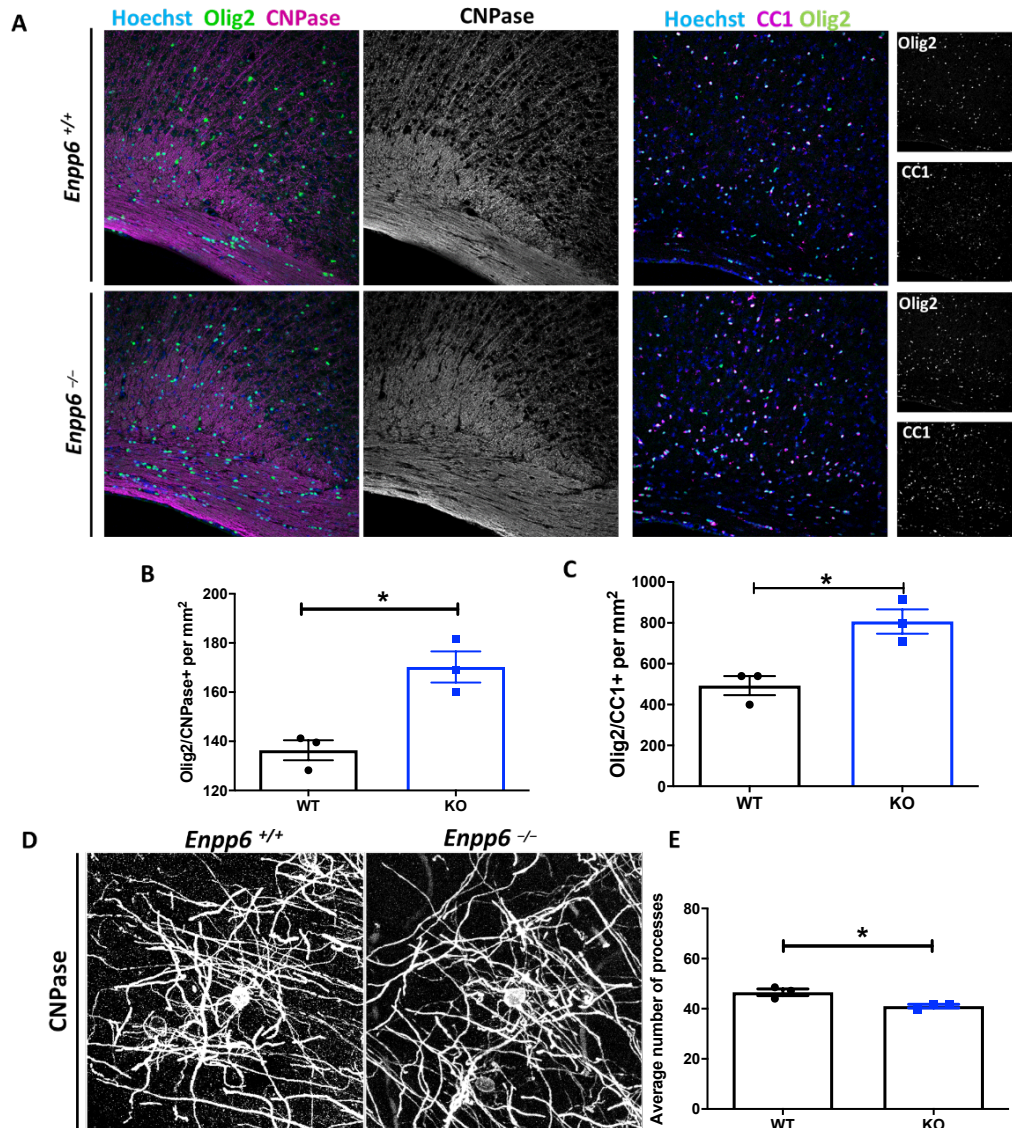 A
Hoechst Olig2 CNPase
CNPase
Hoechst CC1 Olig2
Enpp6 +/+
Olig2
CC1
Enpp6 –/–
Olig2
CC1
B
Olig2/CNPase+ per mm2
200
180
160
140
120
*
WT
KO
C
Olig2/CC1+ per mm2
1000
800
600
400
200
0
*
WT
KO
D
Enpp6 +/+
Enpp6 –/–
CNPase
E
Average number of processes
80
60
40
20
0
*
WT
KO